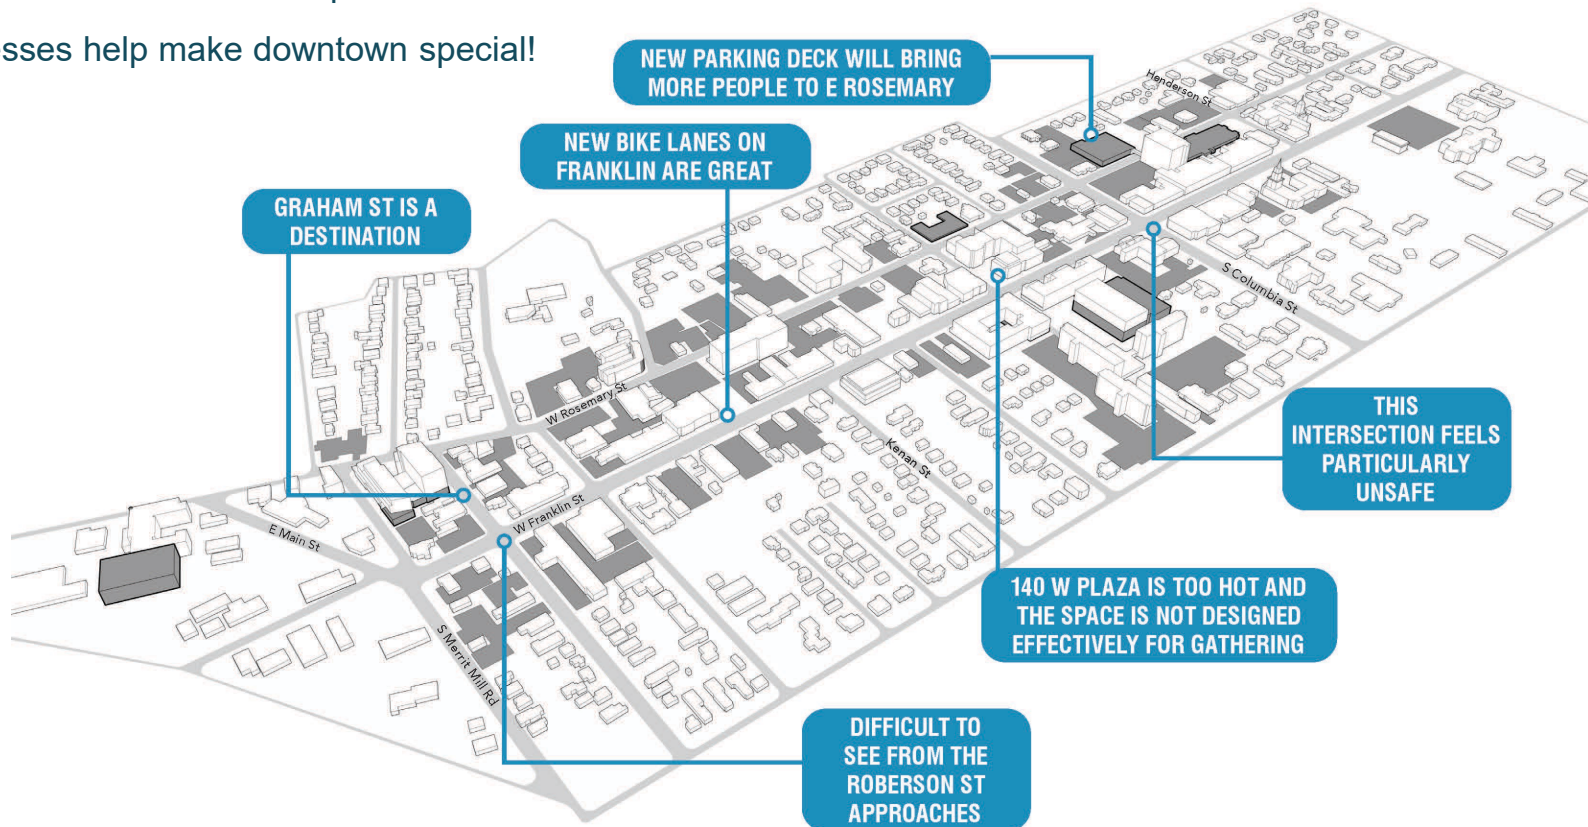 esses help make downtown special!
NEW PARKING DECK WILL BRING
MORE PEOPLE TO E ROSEMARY
Henderson St
NEW BIKE LANES ON
FRANKLIN ARE GREAT
GRAHAM ST IS A
DESTINATION
S Columbia St
W Rosemary St
THIS
INTERSECTION FEELS
PARTICULARLY
UNSAFE
Kenan St
W Franklin St
E Main St
140 W PLAZA IS TOO HOT AND
THE SPACE IS NOT DESIGNED
EFFECTIVELY FOR GATHERING
S Merrit Mill Rd
DIFFICULT TO
SEE FROM THE
ROBERSON ST
APPROACHES